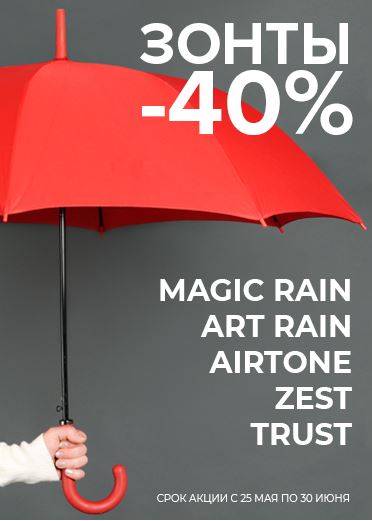 ЗОНТЫ
-40%
MAGIC RAIN
ART RAIN
AIRTONE
ZEST
TRUST
СРОК АКЦИИ С 25 МАЯ ПО 30 ИЮНЯ